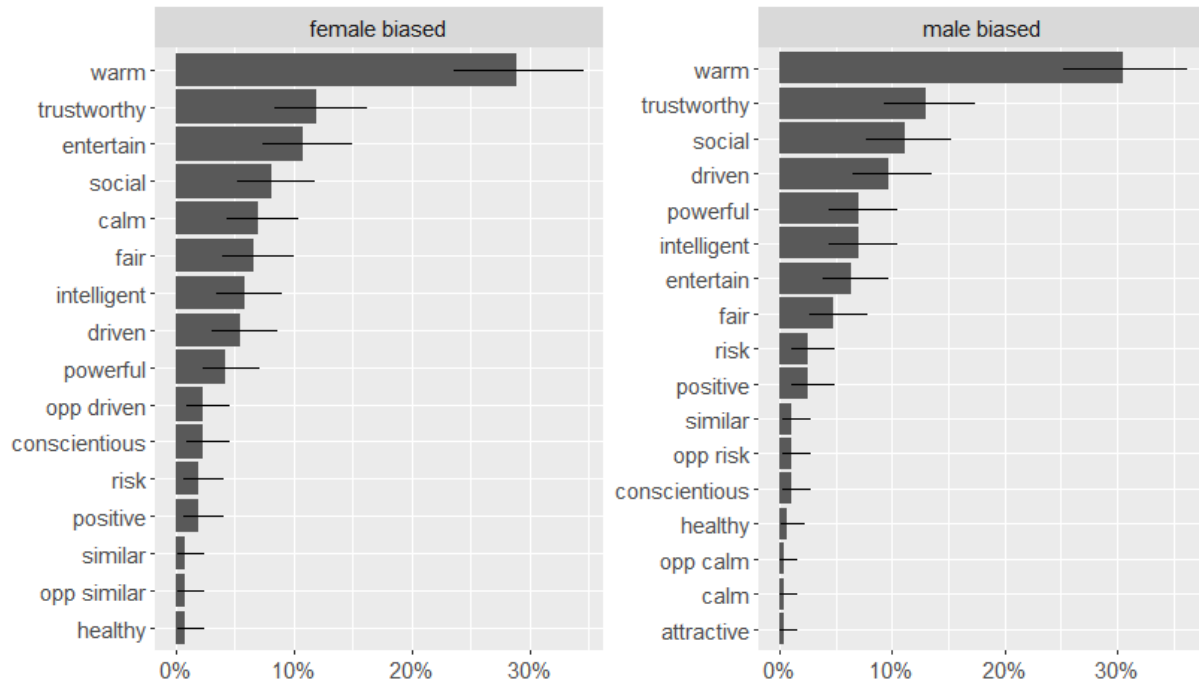 female biased
warm
trustworthy
entertain
social
calm
fair
intelligent
driven
powerful
opp driven
conscientious
risk
positive
similar
opp similar
healthy
0% 10% 20% 30%
male biased
warm
trustworthy
social
driven
powerful
intelligent
entertain
fair
risk
positive
similar
opp risk
conscientious
healthy
opp calm
calm
attractive
0% 10% 20% 30%